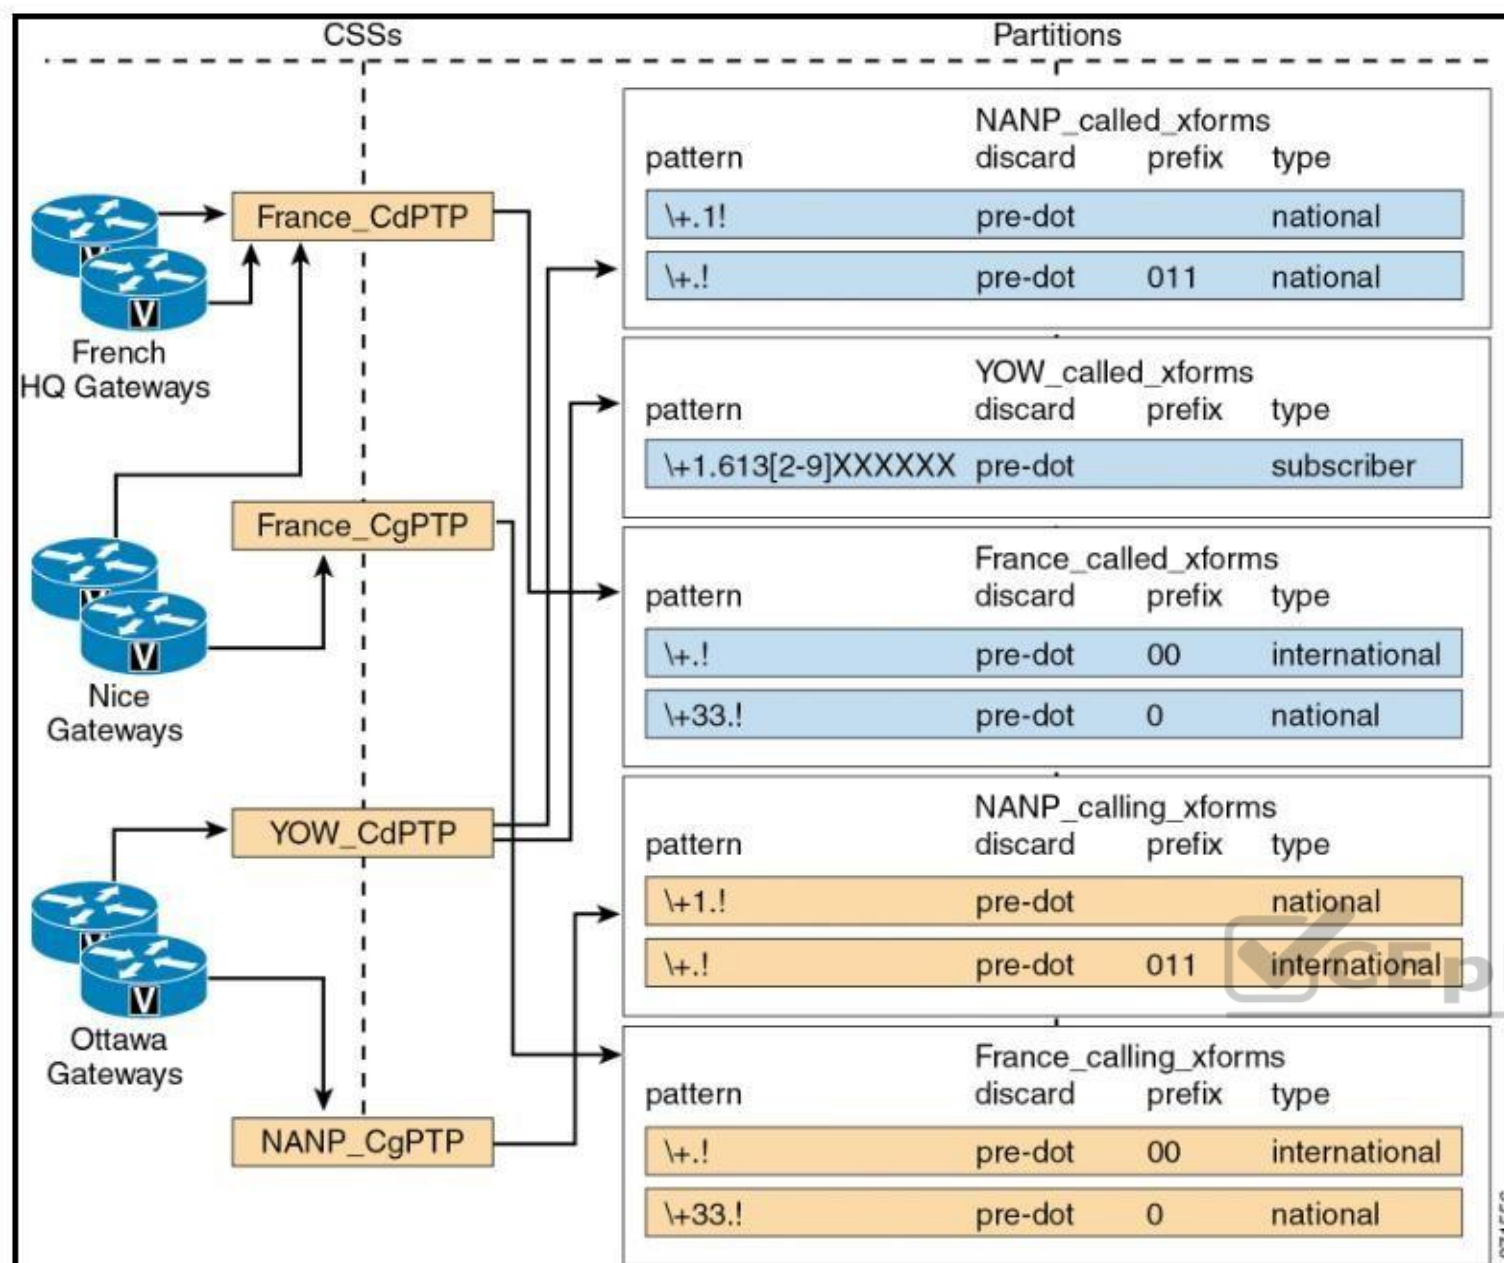 CSSs Partitions
NANP_called_xforms
pattern discard prefix type
\+.1! pre-dot national
\+.! pre-dot 011 national
France_CdPTP
V
V
French
HQ Gateways
YOW_called_xforms
pattern discard prefix type
\+1.613[2-9]XXXXXX pre-dot subscriber
France_CgPTP
V
V
Nice
Gateways
France_called_xforms
pattern discard prefix type
\+.! pre-dot 00 international
\+33.! pre-dot 0 national
YOW_CdPTP
V
V
Ottawa
Gateways
NANP_CgPTP
NANP_calling_xforms
pattern discard prefix type
\+1.! pre-dot national
\+.! pre-dot 011 international
France_calling_xforms
pattern discard prefix type
\+.! pre-dot 00 international
\+33.! pre-dot 0 national